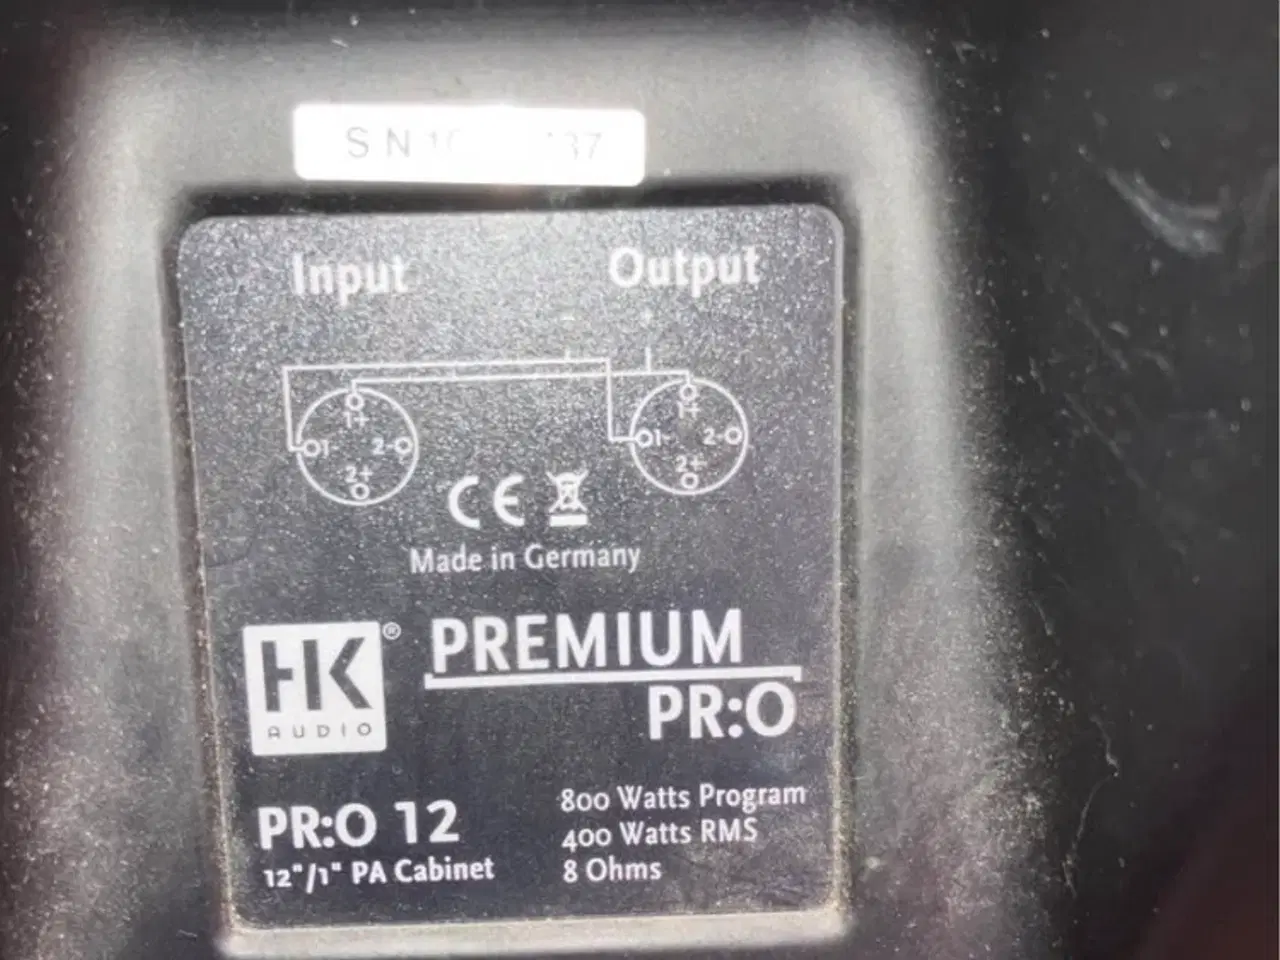 S N
Input Output
1+ 1+
1- 2- 1- 2-
2+ 2+
CE
Made in Germany
HK®
AUDIO
PREMIUM
PR:O
PR:O 12
12"/1" PA Cabinet
800 Watts Program
400 Watts RMS
8 Ohms